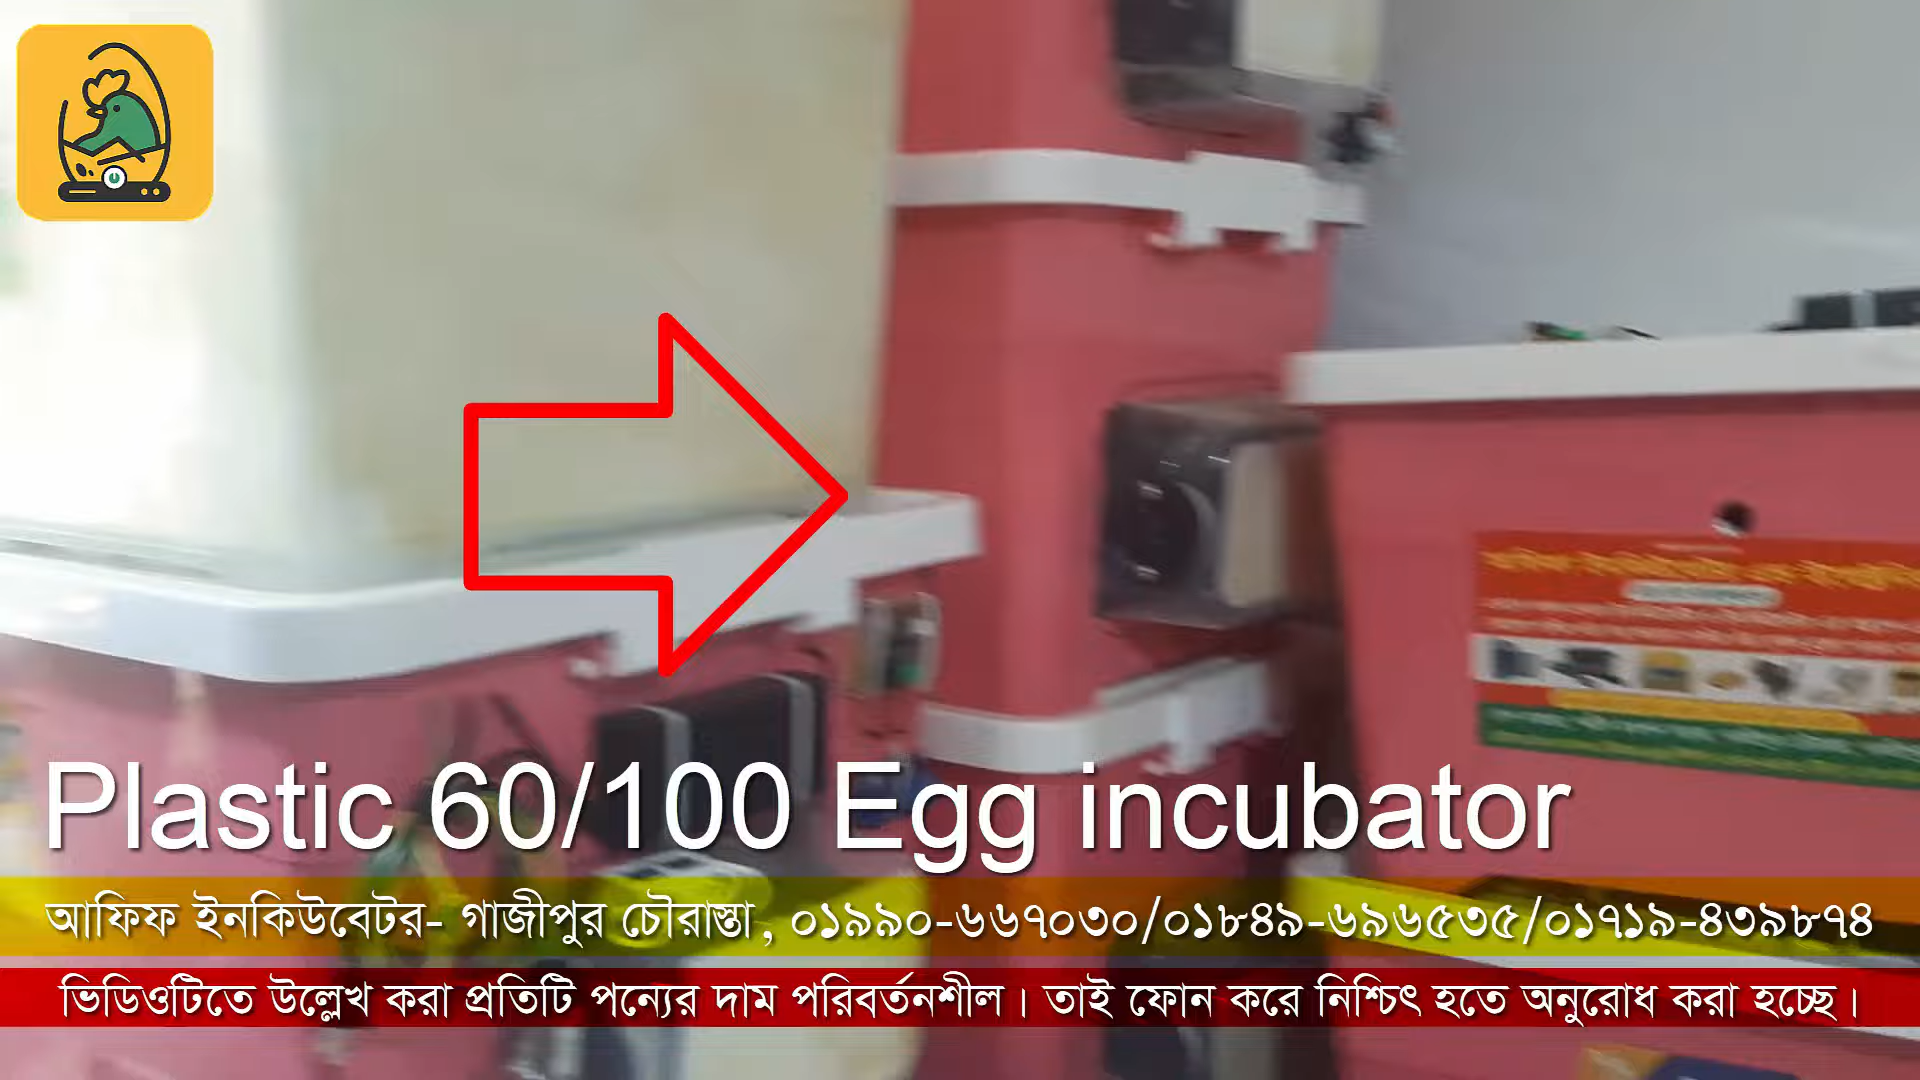 Plastic 60/100 Egg incubator
আফিফ ইনকিউবেটর- গাজীপুর চৌরাস্তা, ০১৯৯০-৬৬৭০৩০/০১৮৪৯-৬৯৬৫৩৫/০১৭১৯-৪৩৯৮৭৪
ভিডিওটিতে উল্লেখ করা প্রতিটি পন্যের দাম পরিবর্তনশীল। তাই ফোন করে নিশ্চিৎ হতে অনুরোধ করা হচ্ছে।